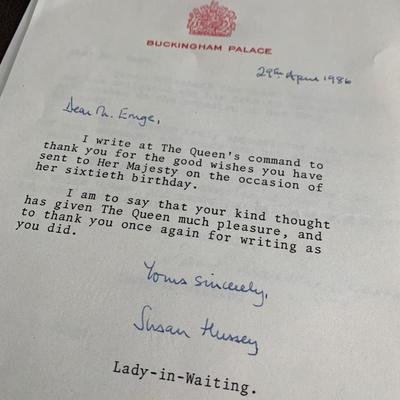 BUCKINGHAM PALACE
29th April 1986
Dear Mr. Emge,
I write at The Queen's command to
thank you for the good wishes you have
sent to Her Majesty on the occasion of
her sixtieth birthday.
I am to say that your kind thought
has given The Queen much pleasure, and
to thank you once again for writing as
you did.
Yours sincerely,
Susan Hussey
Lady-in-Waiting.